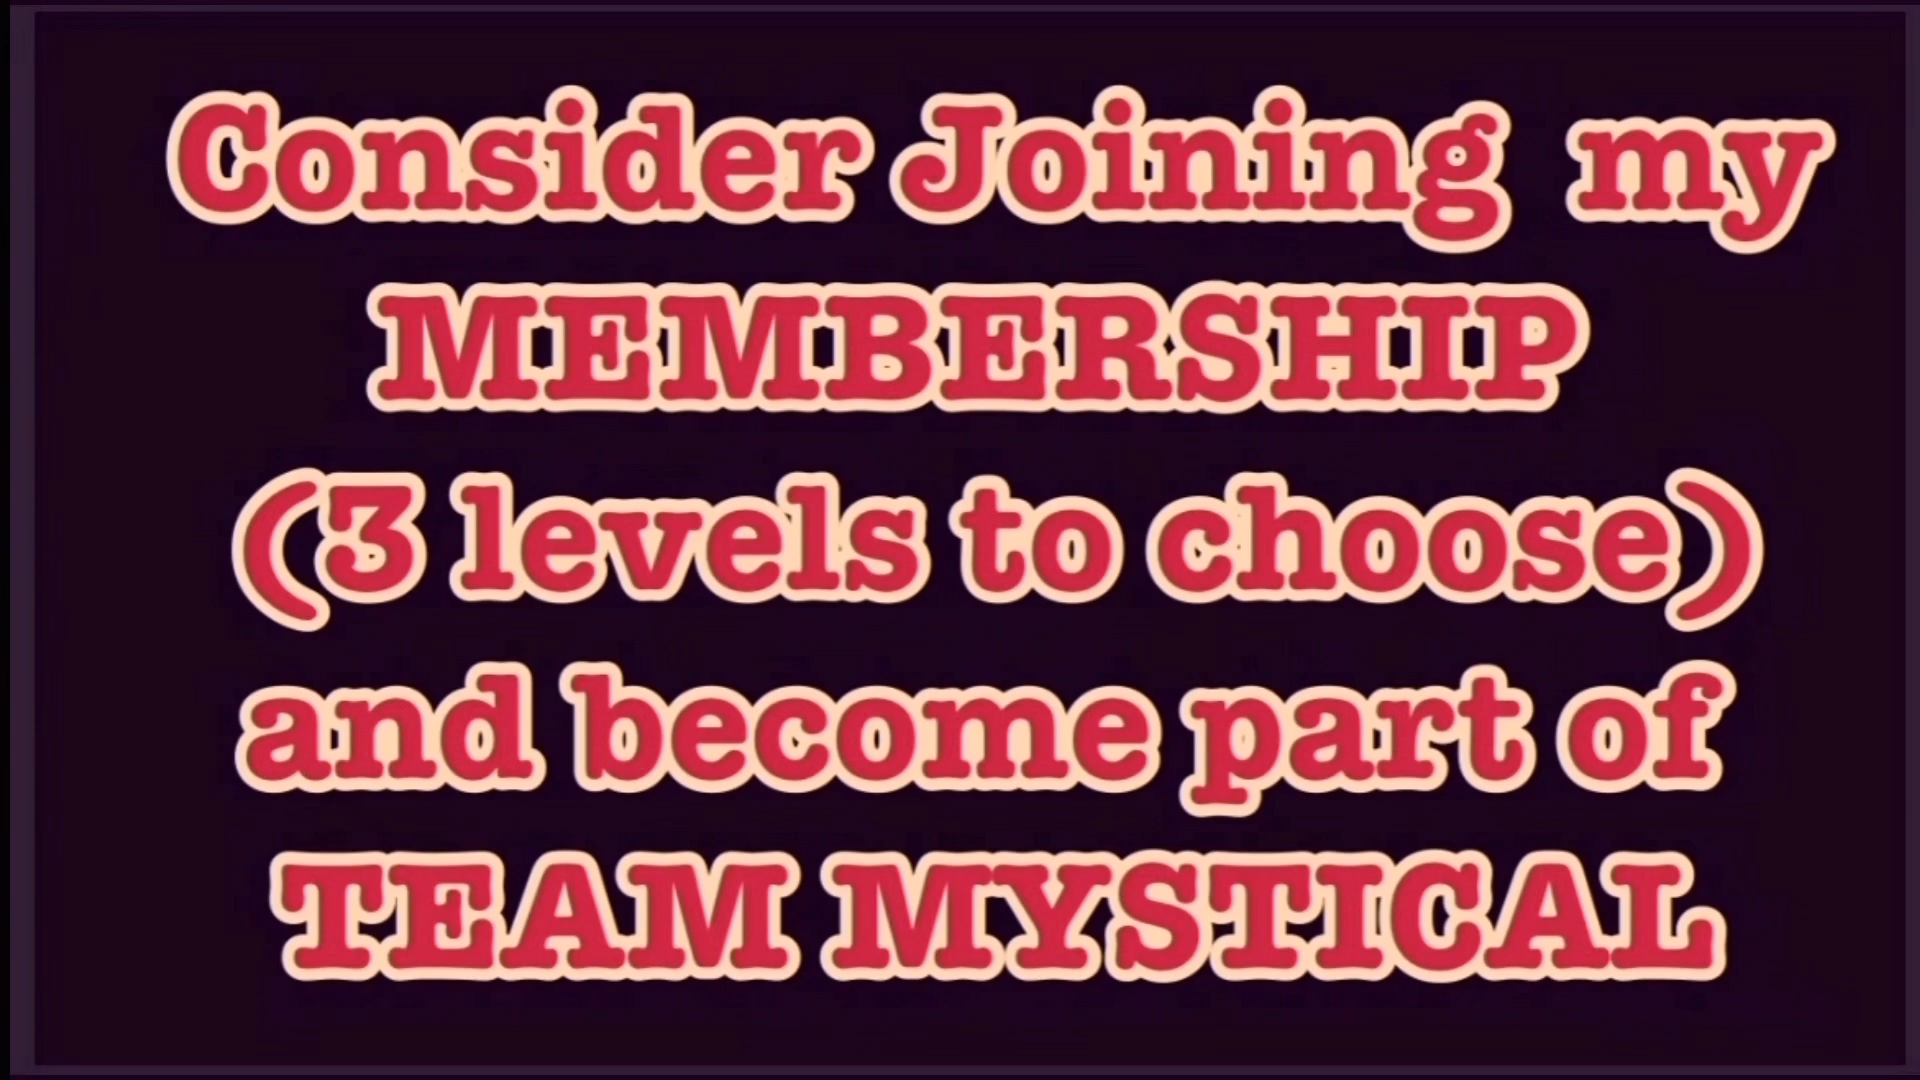 Consider Joining my
MEMBERSHIP
(3 levels to choose)
and become part of
TEAM MYSTICAL